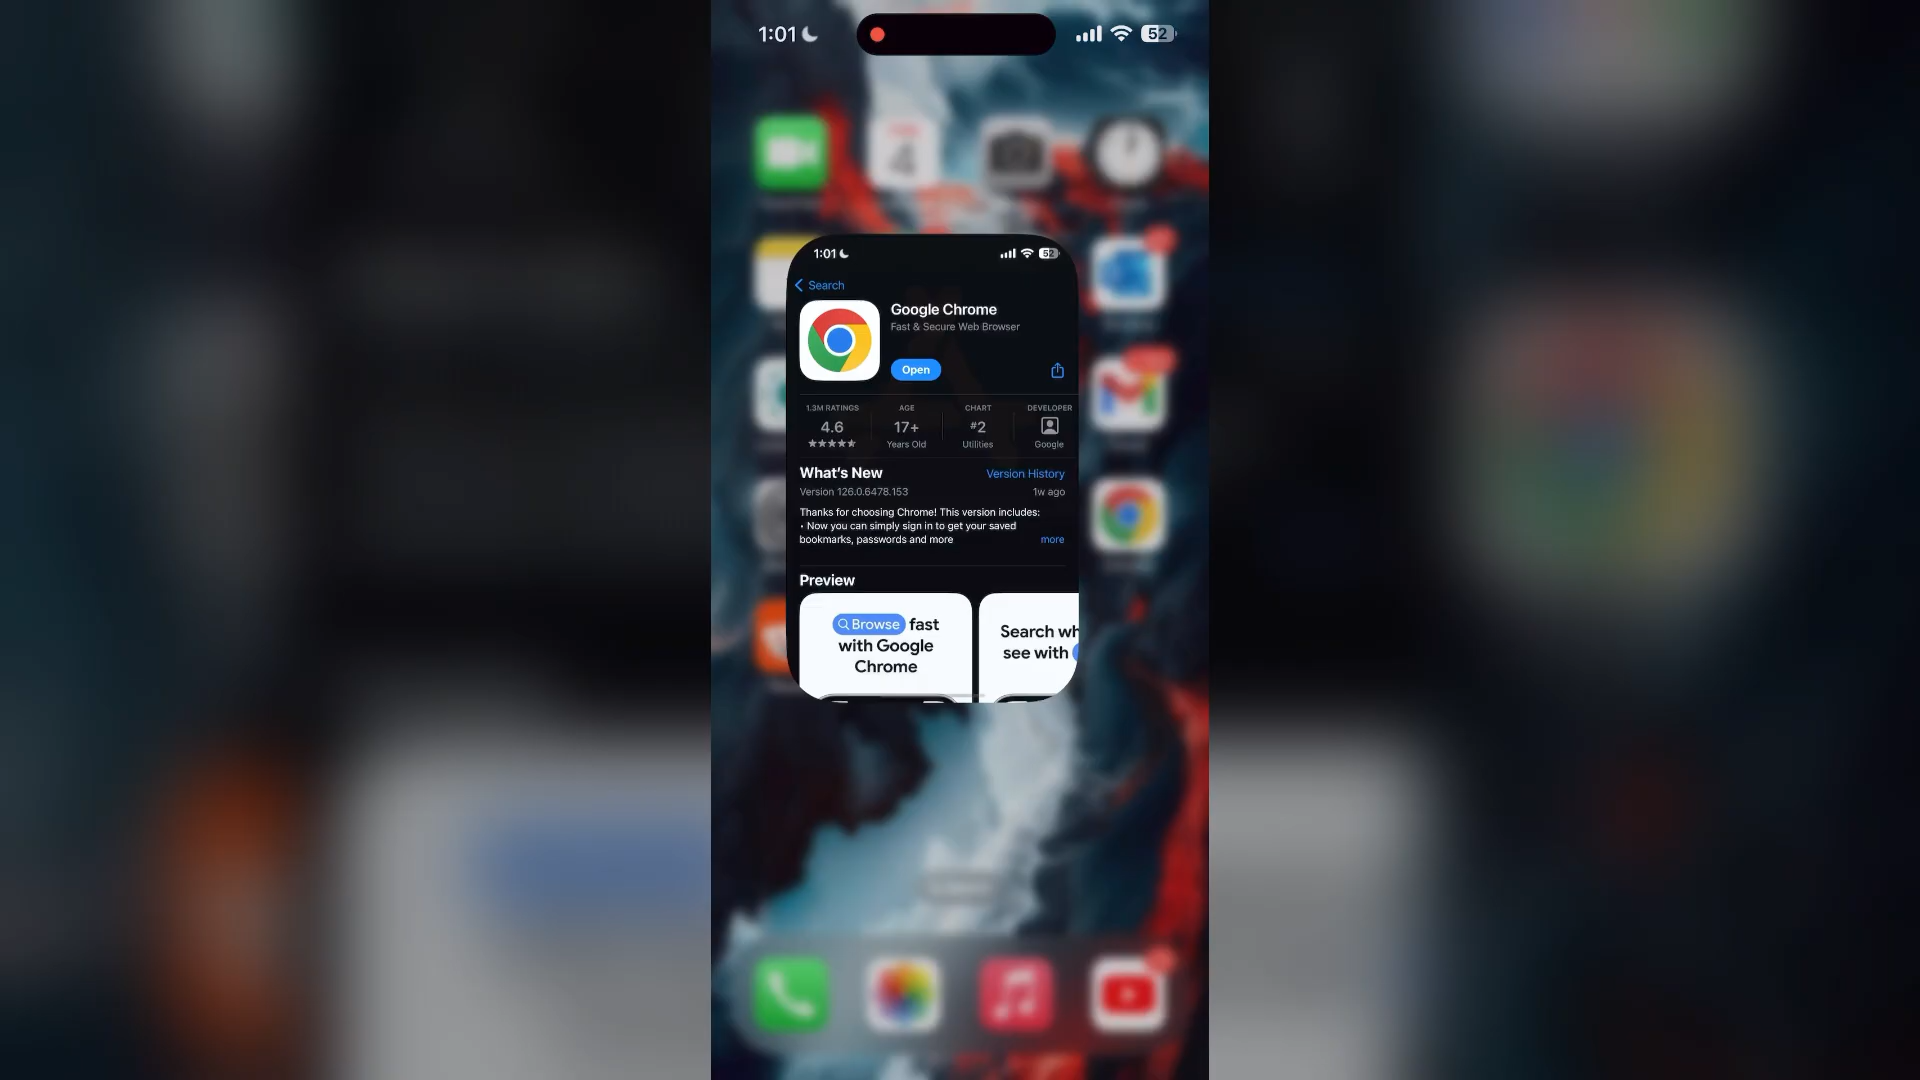 1:01
52
4
1:01
52
Search
Google Chrome
Fast & Secure Web Browser
Open
1.3M RATINGS
AGE
CHART
DEVELOPER
4.6
17+
#2
Years Old
Utilities
Google
What's New
Version History
Version 126.0.6478.153
1w ago
Thanks for choosing Chrome! This version includes:
• Now you can simply sign in to get your saved
bookmarks, passwords and more
more
Preview
Browse fast
with Google
Chrome
Search wh
see with